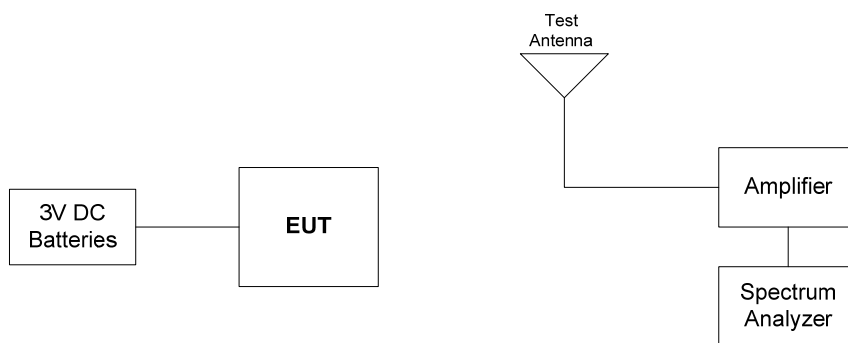 Test
Antenna
Amplifier
3V DC
Batteries
EUT
Spectrum
Analyzer